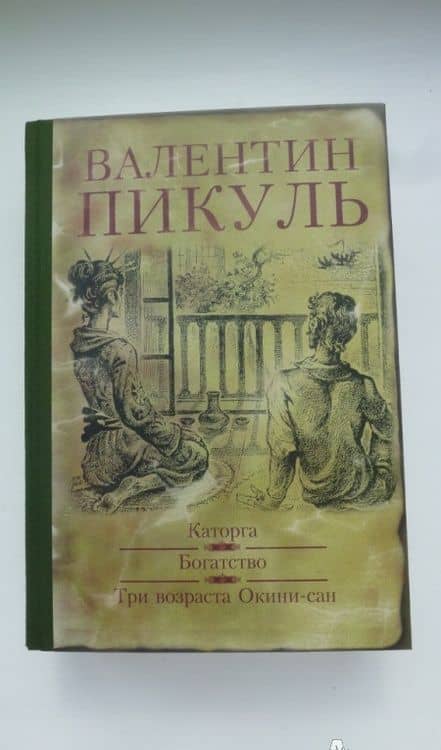 ВАЛЕНТИН
ПИКУЛЬ
Каторга
Богатство
Три возраста Окини-сан